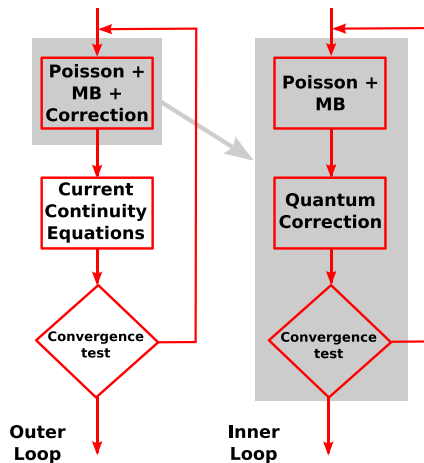 Poisson +
MB +
Correction
Current
Continuity
Equations
Convergence
test
Outer
Loop
Poisson +
MB
Quantum
Correction
Convergence
test
Inner
Loop